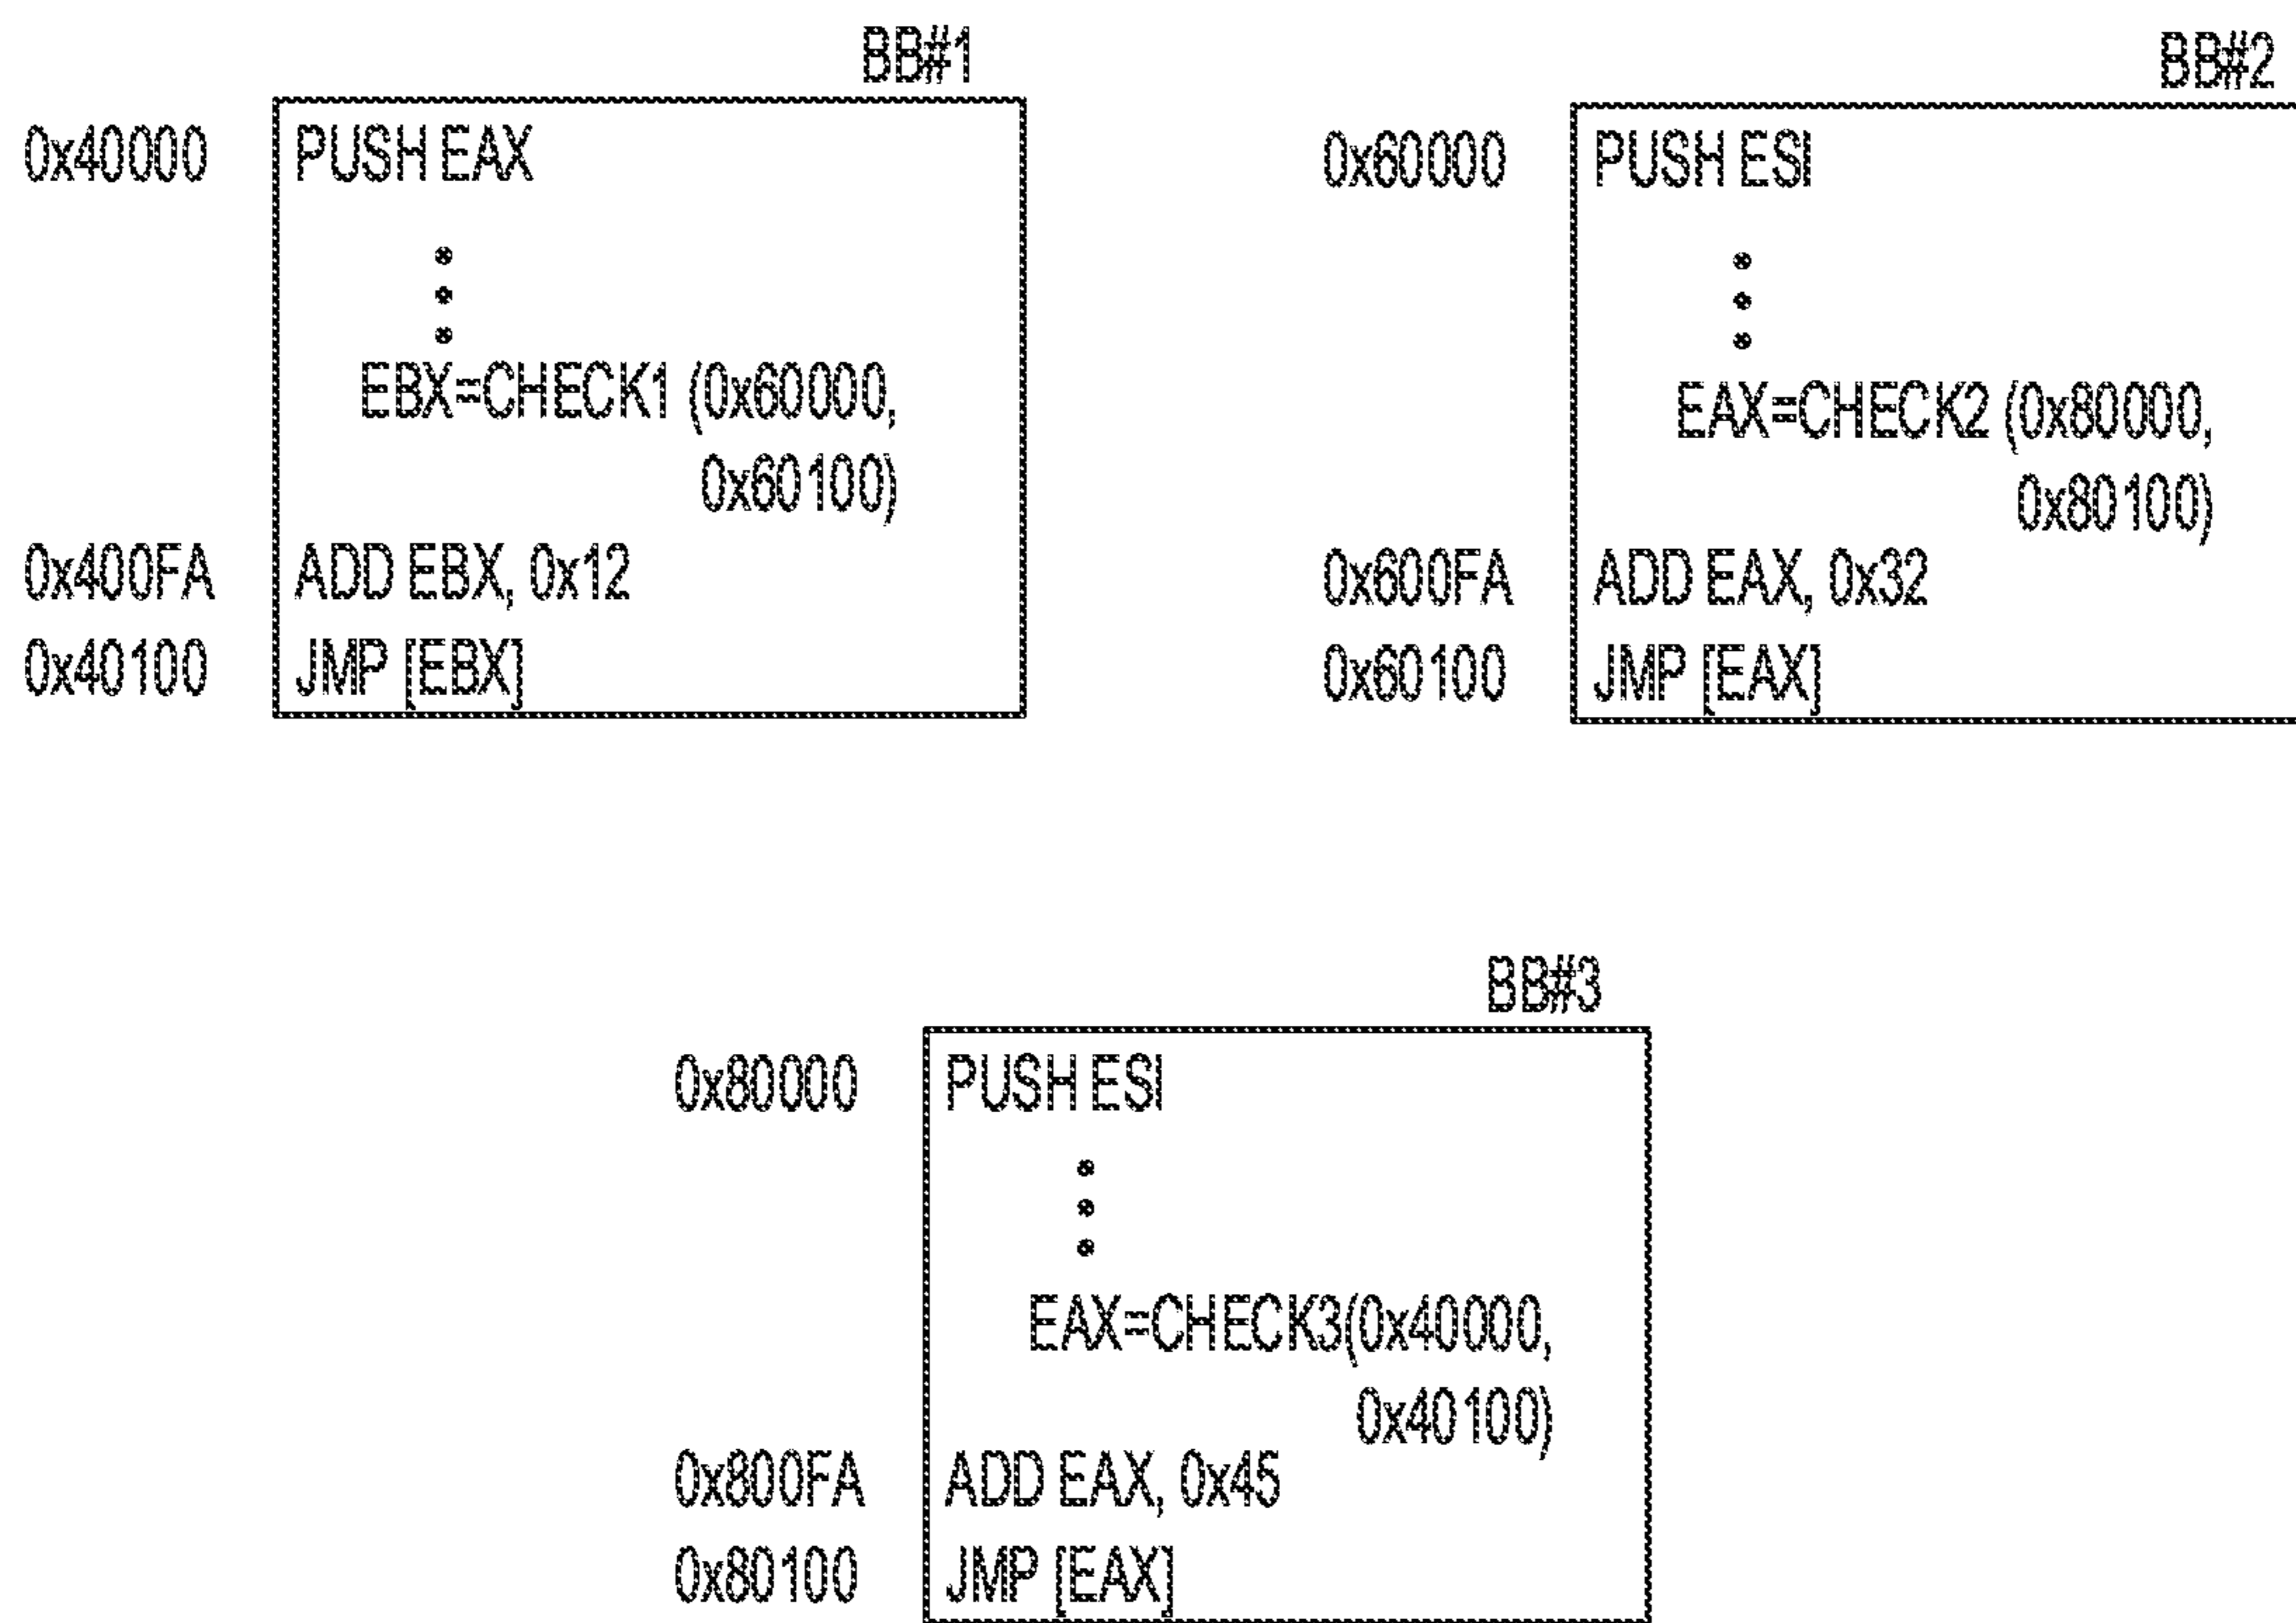 BB#1
0x40000 PUSH EAX
EBX=CHECK1 (0x60000,
0x60100)
0x400FA ADD EBX, 0x12
0x40100 JMP [EBX]
BB#2
0x60000 PUSH ESI
EAX=CHECK2 (0x80000,
0x80100)
0x600FA ADD EAX, 0x32
0x60100 JMP [EAX]
BB#3
0x80000 PUSH ESI
EAX=CHECK3(0x40000,
0x40100)
0x800FA ADD EAX, 0x45
0x80100 JMP [EAX]